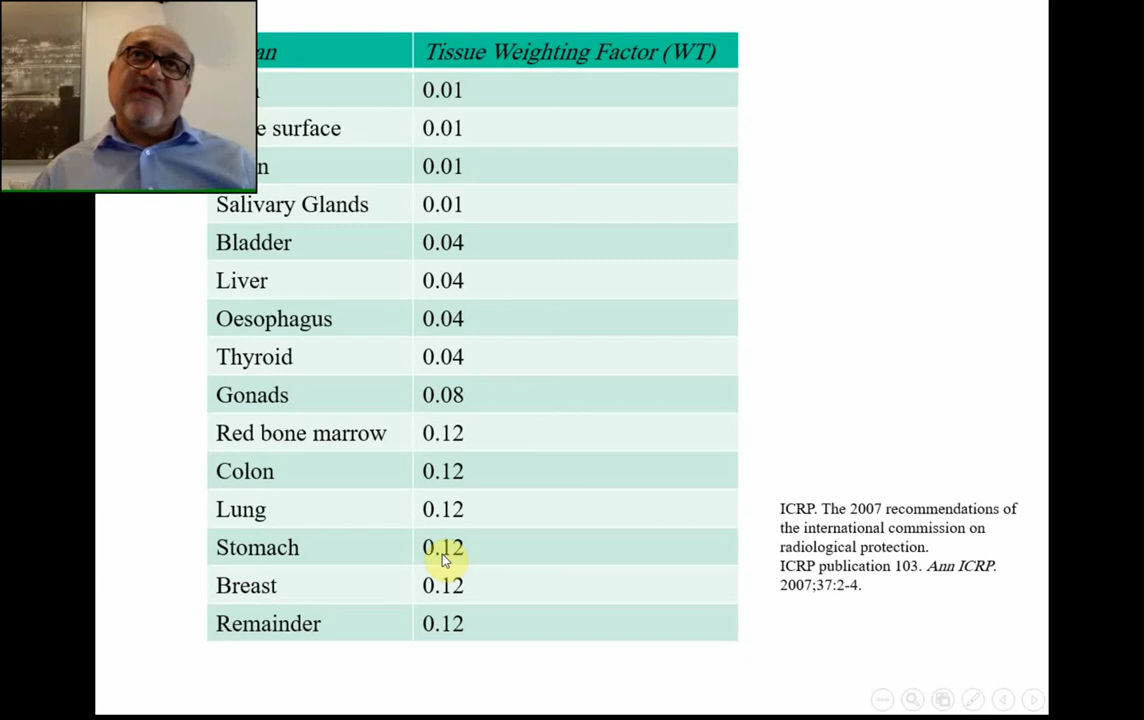 Tissue Weighting Factor (WT)
0.01
surface 0.01
0.01
Salivary Glands 0.01
Bladder 0.04
Liver 0.04
Oesophagus 0.04
Thyroid 0.04
Gonads 0.08
Red bone marrow 0.12
Colon 0.12
Lung 0.12
Stomach 0.12
Breast 0.12
Remainder 0.12
ICRP. The 2007 recommendations of
the international commission on
radiological protection.
ICRP publication 103. Ann ICRP.
2007;37:2-4.